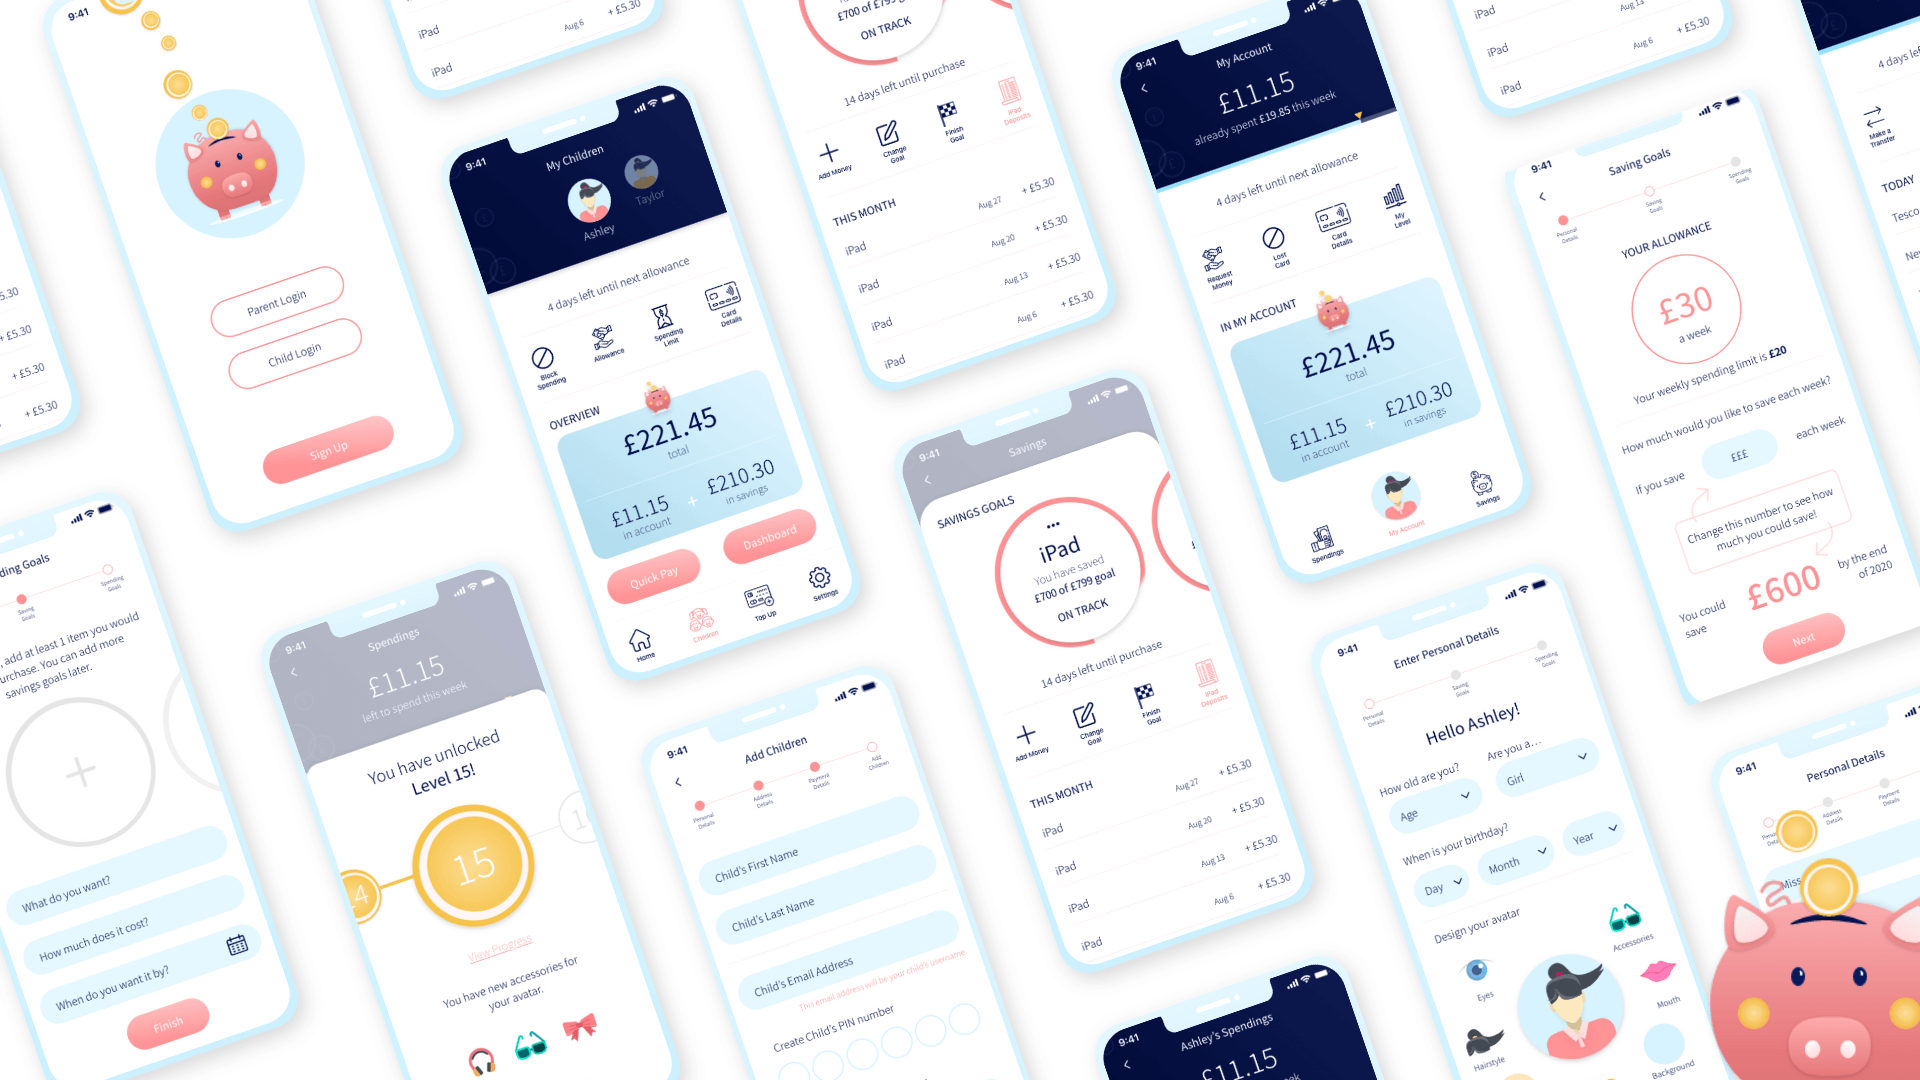 5.30
+ £5.30
+ £5.30
+ £5.30
9:41
Parent Login
Child Login
Sign Up
iPad
Aug 6
+ £5.30
iPad
9:41
My Children
Ashley
Taylor
4 days left until next allowance
Block
Spending
Allowance
Spending
Limit
Card
Details
OVERVIEW
£221.45
total
£11.15
in account
+
£210.30
in savings
Quick Pay
Dashboard
Home
Children
Top Up
Settings
£700 of £799 goal
ON TRACK
14 days left until purchase
Add Money
Change
Goal
Finish
Goal
iPad
Deposits
THIS MONTH
iPad
Aug 27
+ £5.30
iPad
Aug 20
+ £5.30
iPad
Aug 13
+ £5.30
iPad
Aug 6
+ £5.30
9:41
My Account
£11.15
already spent £19.85 this week
4 days left until next allowance
Request
Money
Lost
Card
Card
Details
My
Level
IN MY ACCOUNT
£221.45
total
£11.15
in account
+
£210.30
in savings
Spendings
My Account
Savings
iPad
Aug 13
iPad
Aug 6
+ £5.30
iPad
9:41
Saving Goals
Personal
Details
Saving
Goals
Spending
Goals
YOUR ALLOWANCE
£30
a week
Your weekly spending limit is £20
How much would you like to save each week?
If you save
£££
each week
Change this number to see how
much you could save!
You could
save
£600
by the end
of 2020
Next
4 days
Make a
Transfer
TODAY
Tesco
ding Goals
Saving
Goals
Spending
Goals
, add at least 1 item you would
urchase. You can add more
savings goals later.
What do you want?
How much does it cost?
When do you want it by?
Finish
9:41
Spendings
£11.15
left to spend this week
You have unlocked
Level 15!
14
15
View Progress
You have new accessories for
your avatar.
9:41
Add Children
Personal
Details
Address
Details
Payment
Details
Add
Children
Child's First Name
Child's Last Name
Child's Email Address
This email address will be your child's username.
Create Child's PIN number
9:41
Savings
SAVINGS GOALS
iPad
You have saved
£700 of £799 goal
ON TRACK
14 days left until purchase
Add Money
Change
Goal
Finish
Goal
iPad
Deposits
THIS MONTH
iPad
Aug 27
+ £5.30
iPad
Aug 20
+ £5.30
iPad
Aug 13
+ £5.30
iPad
Aug 6
+ £5.30
9:41
Ashley's Spendings
£11.15
9:41
Enter Personal Details
Personal
Details
Saving
Goals
Spending
Goals
Hello Ashley!
How old are you?
Are you a...
Age
Girl
When is your birthday?
Day
Month
Year
Design your avatar
Eyes
Accessories
Mouth
Hairstyle
Background
9:41
Personal Details
Address
Details
Payment
Details
Miss